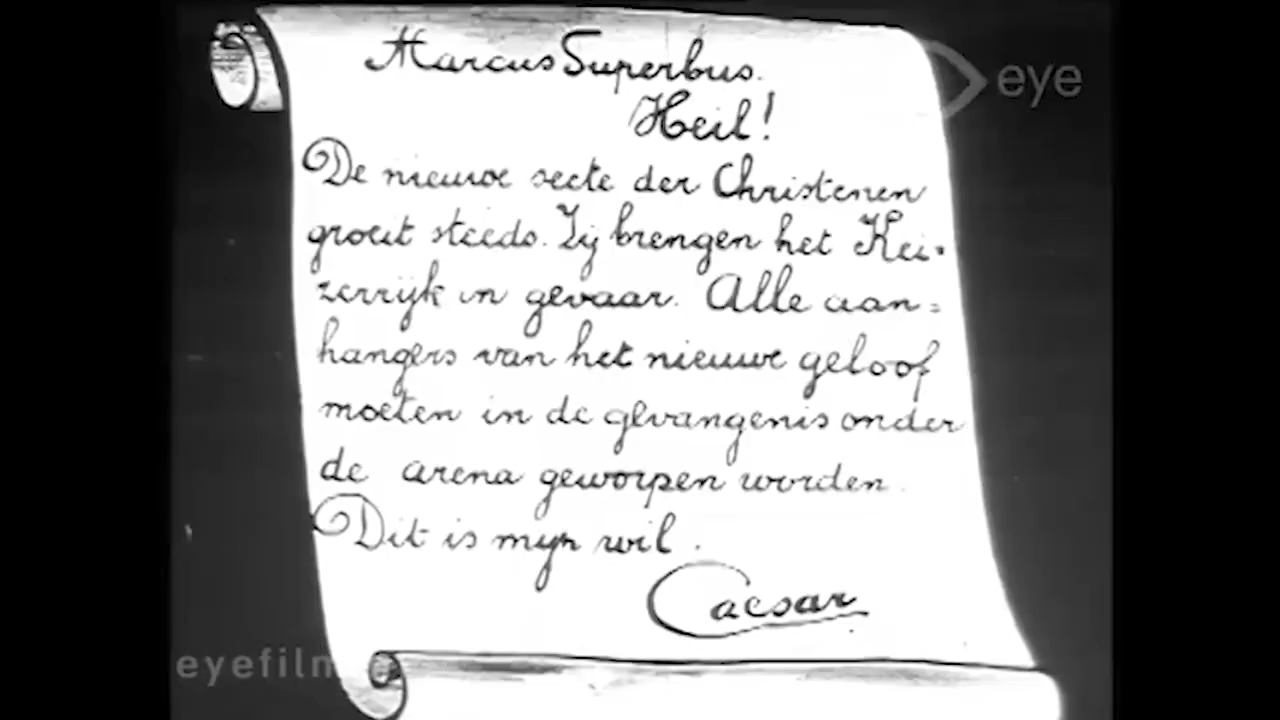 Marcus Superbus.
Heil!
De nieuwe secte der Christenen
groeit steeds. Zij brengen het Kei-
zerrijk in gevaar. Alle aan=
hangers van het nieuwe geloof
moeten in de gevangenis onder
de arena geworpen worden.
Dit is mijn wil.
Caesar
eye
eyefilm